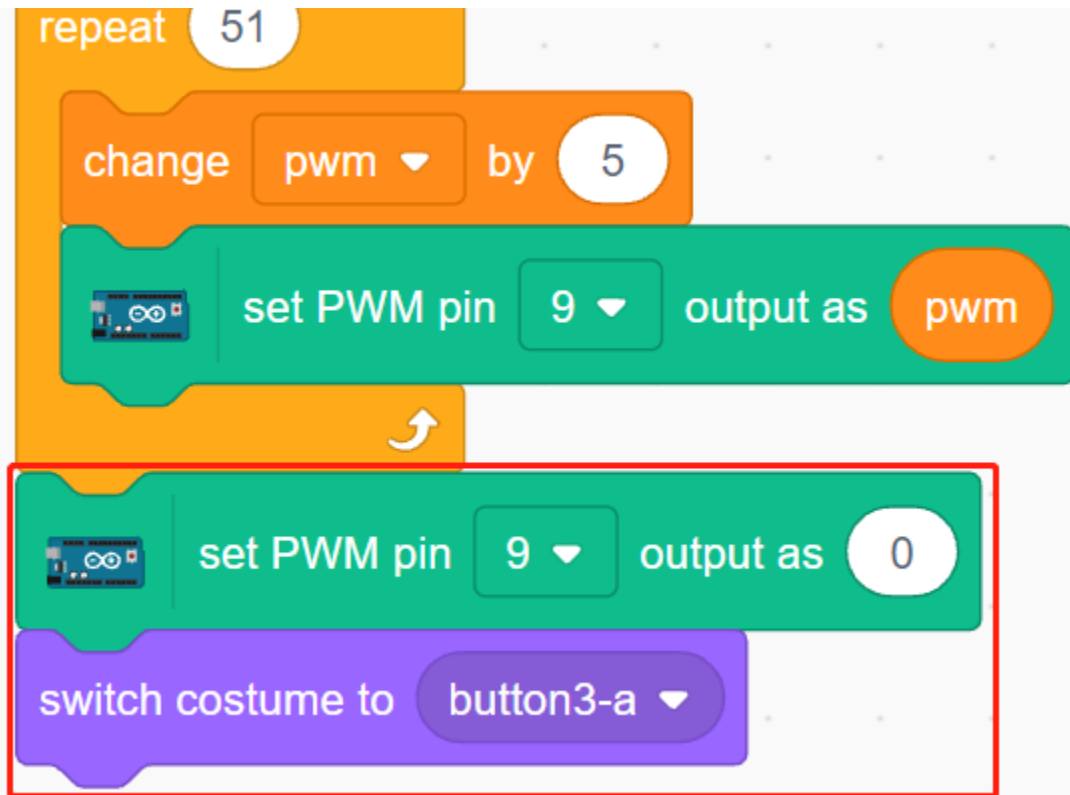 repeat 51
change pwm by 5
set PWM pin 9 output as pwm
set PWM pin 9 output as 0
switch costume to button3-a